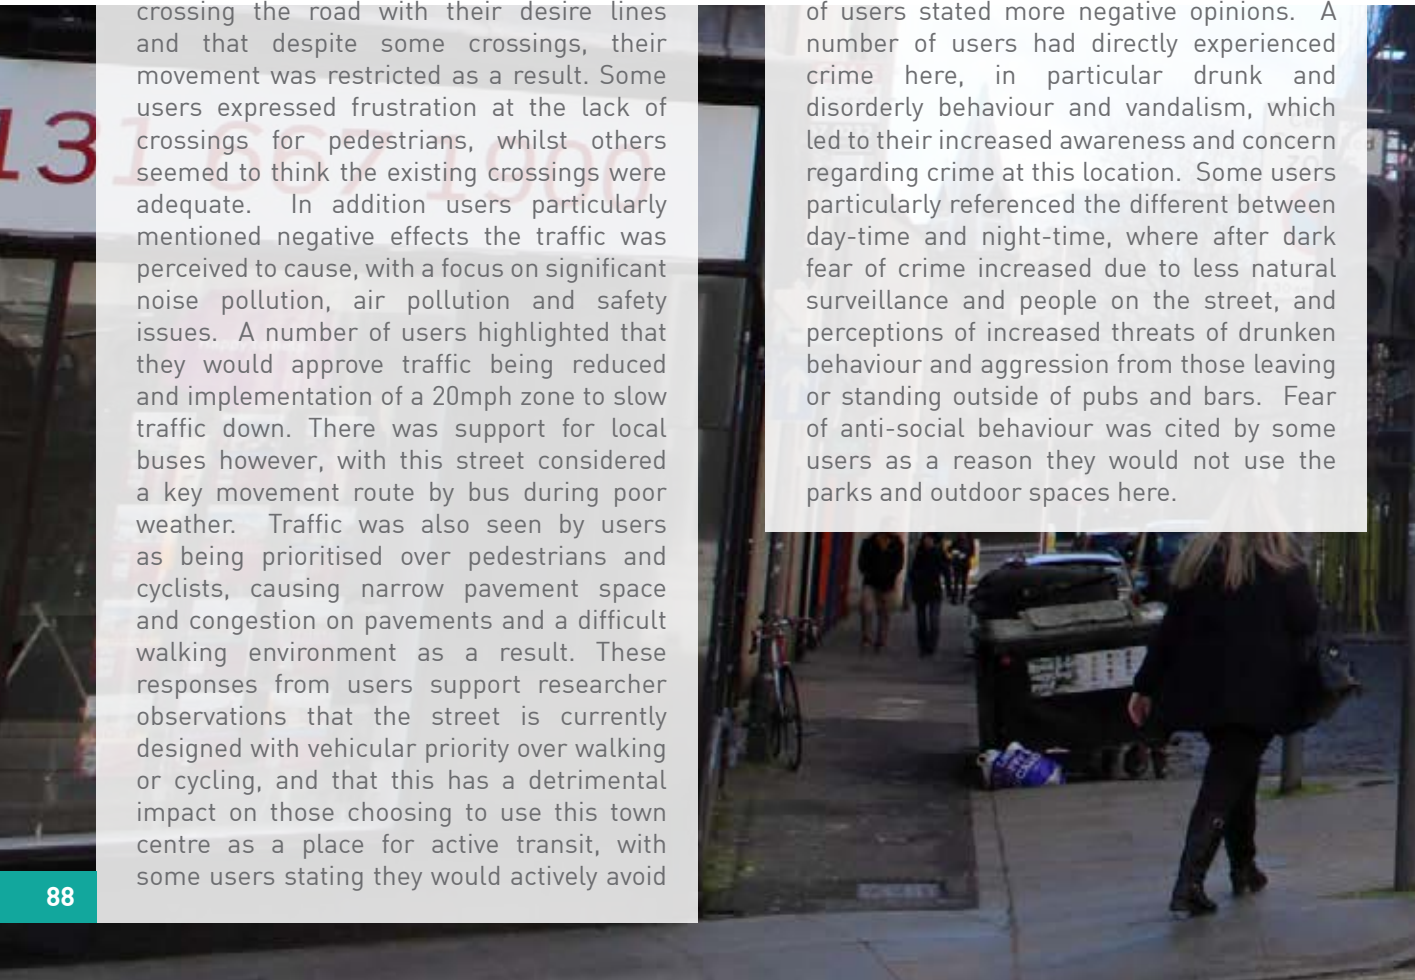 crossing the road with their desire lines
and that despite some crossings, their
movement was restricted as a result. Some
users expressed frustration at the lack of
crossings for pedestrians, whilst others
seemed to think the existing crossings were
adequate. In addition users particularly
mentioned negative effects the traffic was
perceived to cause, with a focus on significant
noise pollution, air pollution and safety
issues. A number of users highlighted that
they would approve traffic being reduced
and implementation of a 20mph zone to slow
traffic down. There was support for local
buses however, with this street considered
a key movement route by bus during poor
weather. Traffic was also seen by users
as being prioritised over pedestrians and
cyclists, causing narrow pavement space
and congestion on pavements and a difficult
walking environment as a result. These
responses from users support researcher
observations that the street is currently
designed with vehicular priority over walking
or cycling, and that this has a detrimental
impact on those choosing to use this town
centre as a place for active transit, with
some users stating they would actively avoid
of users stated more negative opinions. A
number of users had directly experienced
crime here, in particular drunk and
disorderly behaviour and vandalism, which
led to their increased awareness and concern
regarding crime at this location. Some users
particularly referenced the different between
day-time and night-time, where after dark
fear of crime increased due to less natural
surveillance and people on the street, and
perceptions of increased threats of drunken
behaviour and aggression from those leaving
or standing outside of pubs and bars. Fear
of anti-social behaviour was cited by some
users as a reason they would not use the
parks and outdoor spaces here.
131 667 1900
88